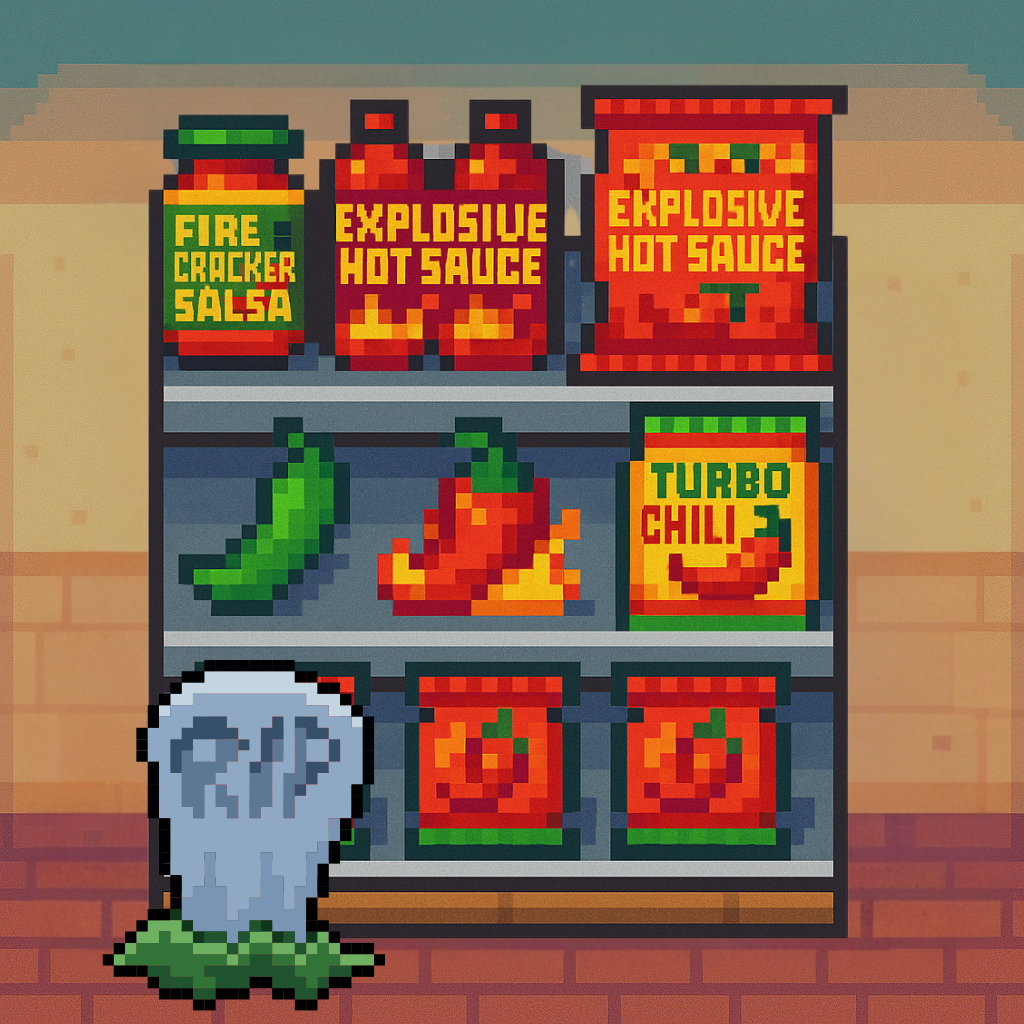 FIRE
CRACKER
SALSA
EXPLOSIVE
HOT SAUCE
EKPLOSIVE
HOT SAUCE
TURBO
CHILI
RIP